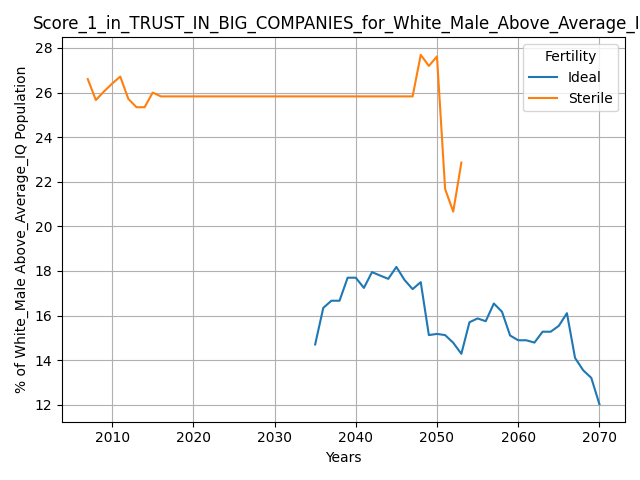 Score_1_in_TRUST_IN_BIG_COMPANIES_for_White_Male_Above_Average_I
% of White_Male Above_Average_IQ Population
28
26
24
22
20
18
16
14
12
Fertility
Ideal
Sterile
2010 2020 2030 2040 2050 2060 2070
Years